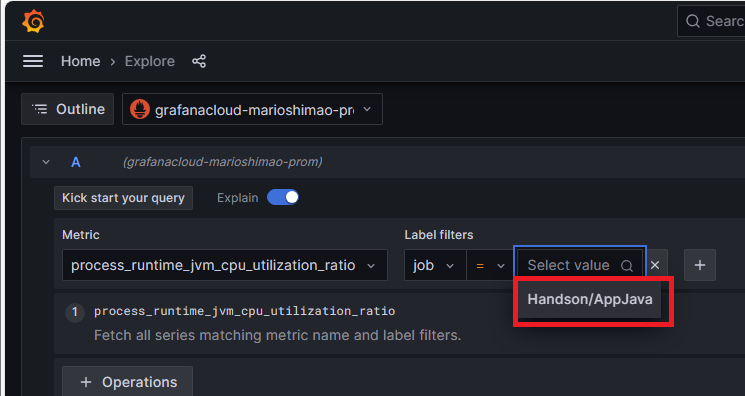 Searc
Home › Explore
Outline
grafanacloud-marioshimao-pr
A (grafanacloud-marioshimao-prom)
Kick start your query
Explain
Metric
Label filters
process_runtime_jvm_cpu_utilization_ratio
job
=
Select value
+
Handson/AppJava
1 process_runtime_jvm_cpu_utilization_ratio
Fetch all series matching metric name and label filters.
+ Operations